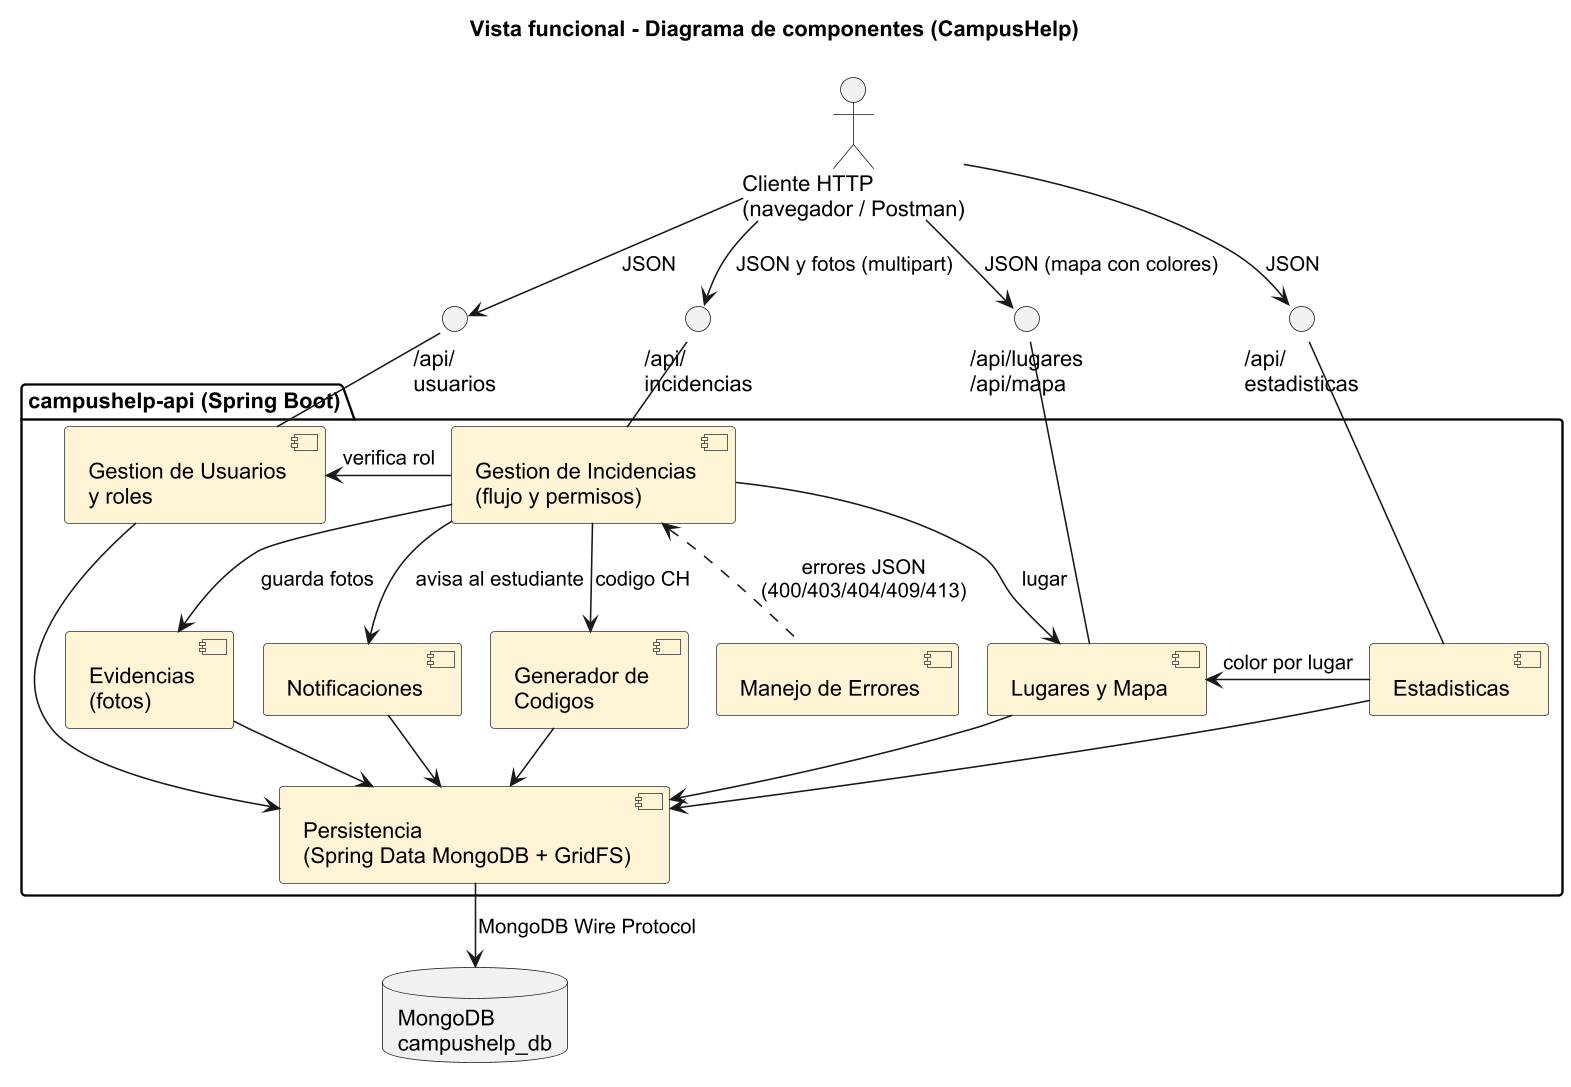 Vista funcional - Diagrama de componentes (CampusHelp)
Cliente HTTP
(navegador / Postman)
JSON
JSON y fotos (multipart)
JSON (mapa con colores)
JSON
/api/
usuarios
/api/
incidencias
/api/lugares
/api/mapa
/api/
estadisticas
campushelp-api (Spring Boot)
Gestion de Usuarios
y roles
verifica rol
Gestion de Incidencias
(flujo y permisos)
guarda fotos
avisa al estudiante
codigo CH
errores JSON
(400/403/404/409/413)
lugar
Evidencias
(fotos)
Notificaciones
Generador de
Codigos
Manejo de Errores
Lugares y Mapa
color por lugar
Estadisticas
Persistencia
(Spring Data MongoDB + GridFS)
MongoDB Wire Protocol
MongoDB
campushelp_db